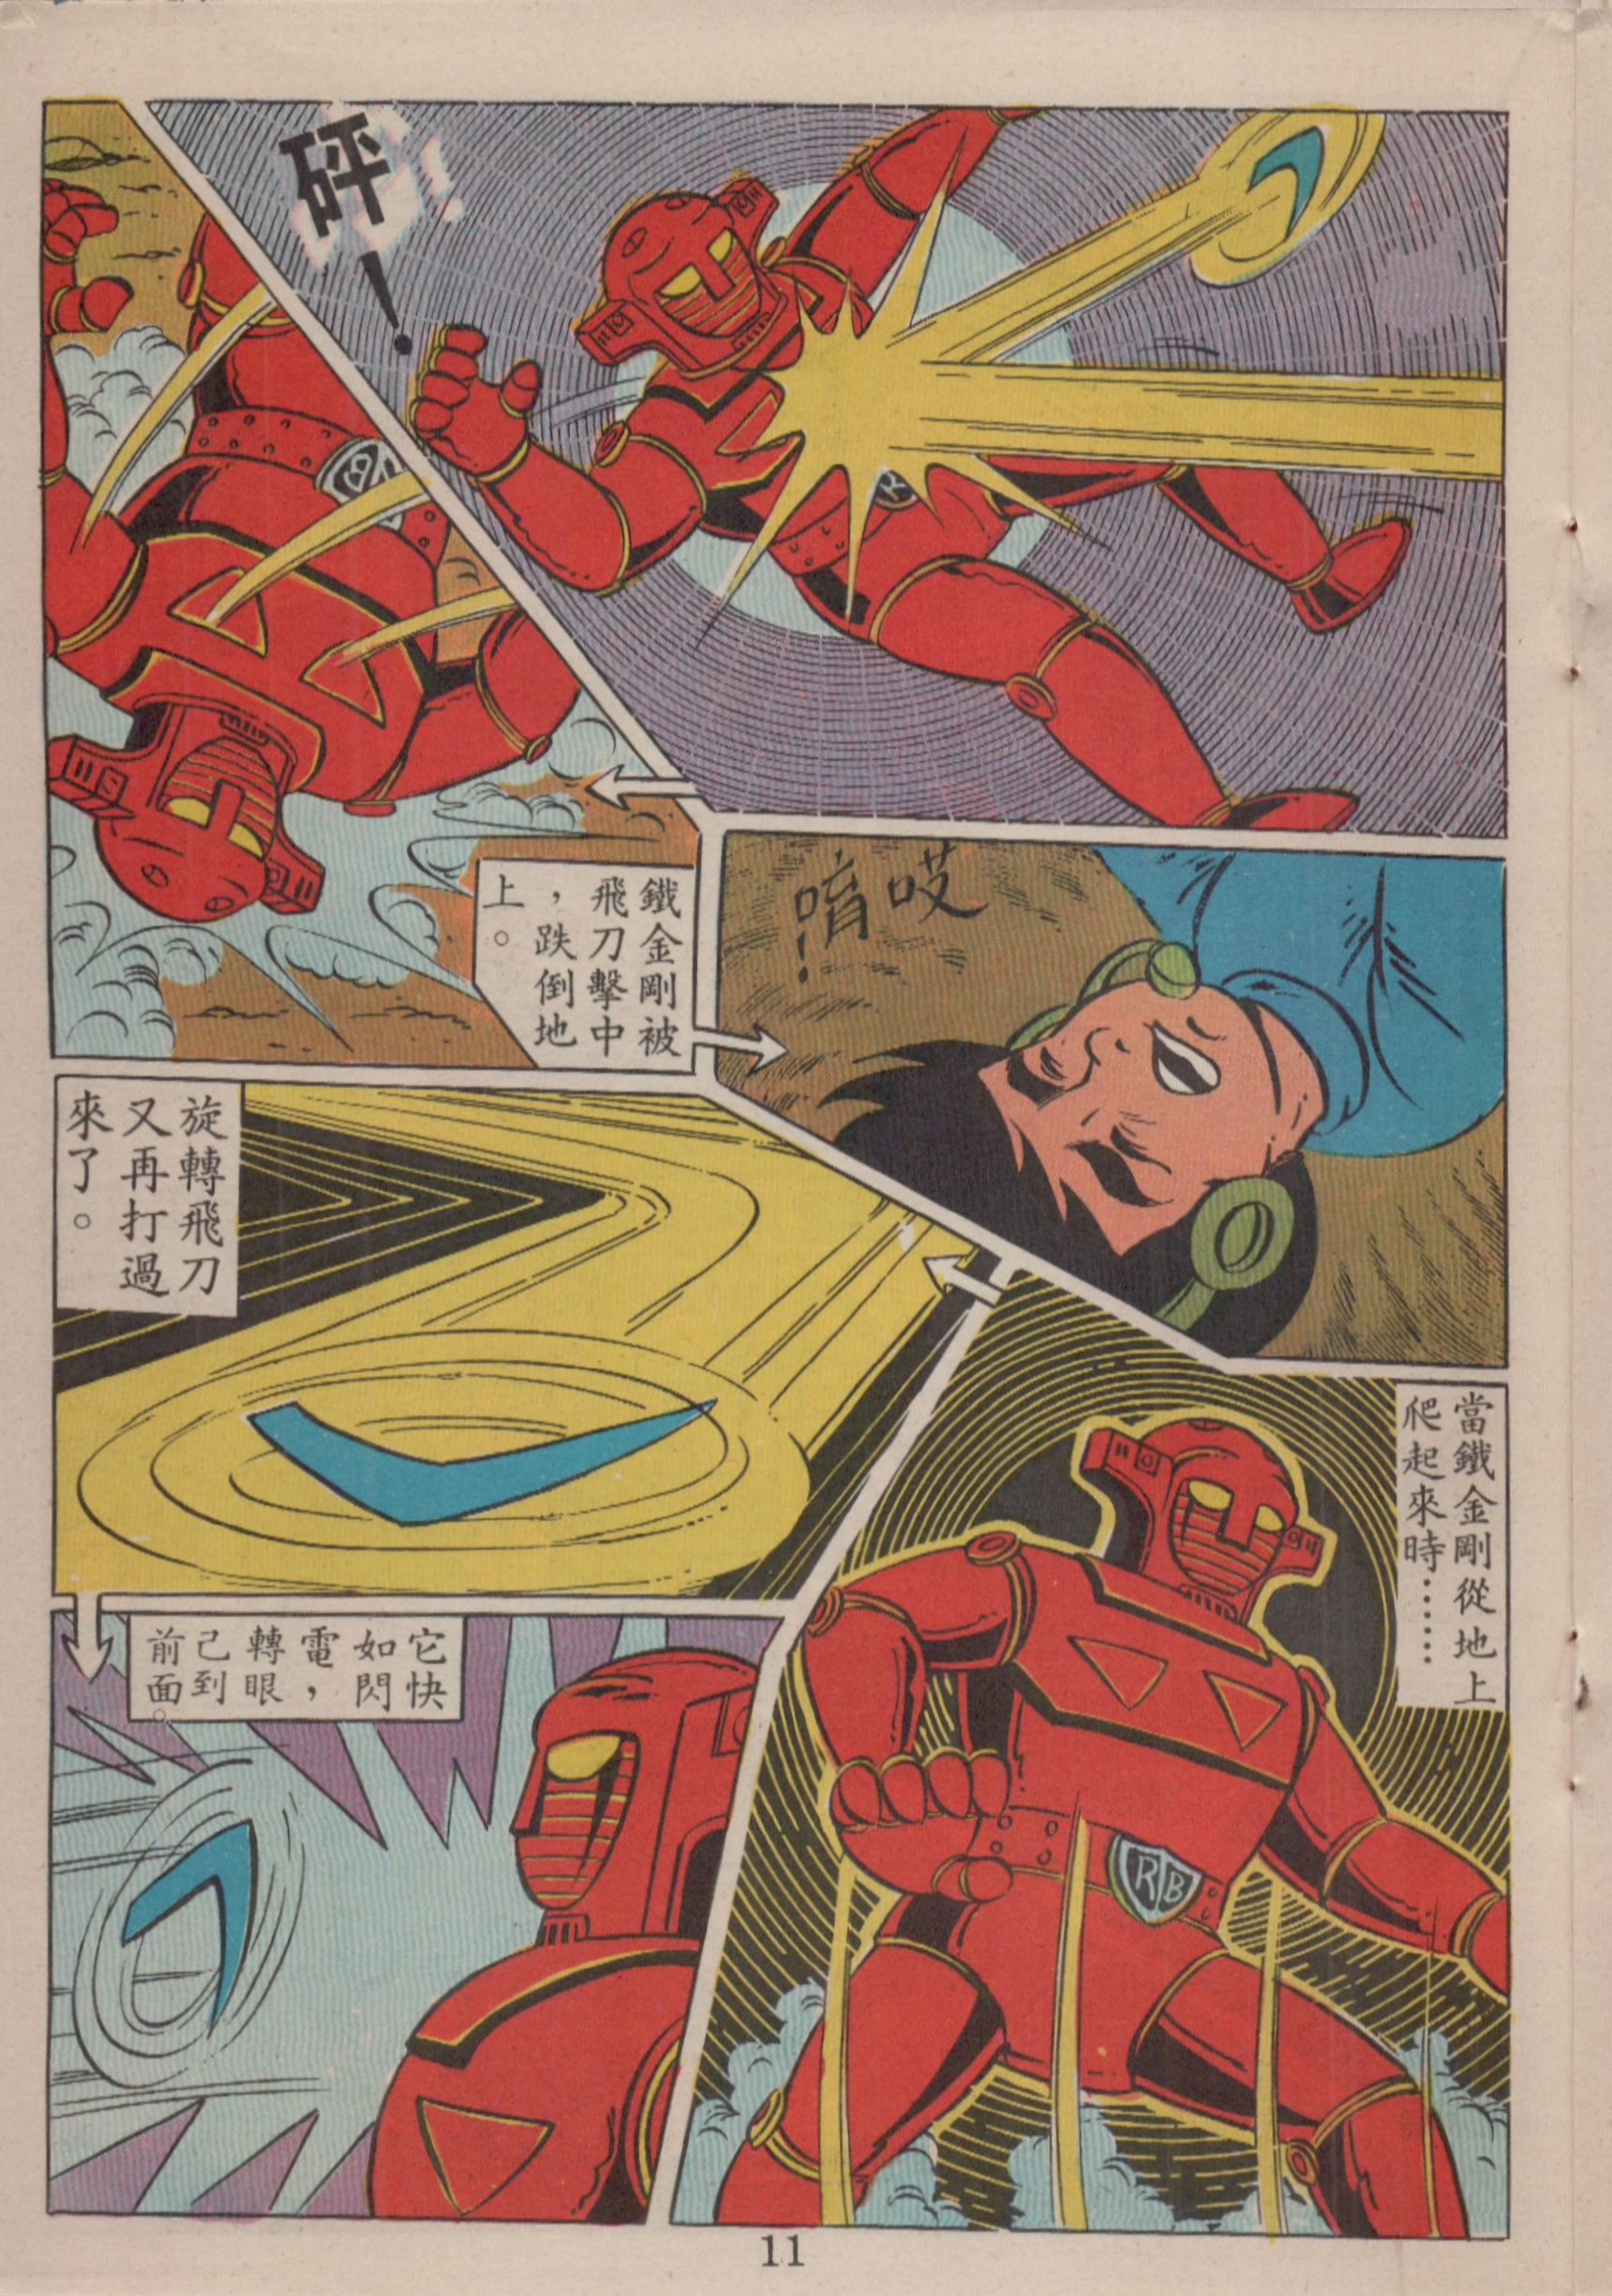 砰!
R
鐵金剛被
飛刀擊中
，跌倒地
上。
哎
唷!
當鐵金剛從地上
爬起來時……
RB
旋轉飛刀
又再打過
來了。
它快
如閃
電，
轉眼
己到
前面。
11